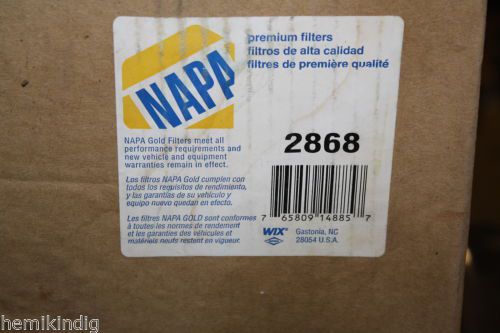 NAPA
premium filters
filtros de alta calidad
filtres de première qualité
NAPA Gold Filters meet all
performance requirements and
new vehicle and equipment
warranties remain in effect.
Los filtros NAPA Gold cumplen con
todos los requisitos de rendimiento,
y las garantías de su vehículo y
equipo nuevo quedan en efecto.
Les filtres NAPA GOLD sont conformes
à toutes les normes de rendement
et les garanties des véhicules et
matériels neufs restent en vigueur.
2868
7 65809 14885 7
WIX®
Gastonia, NC
28054 U.S.A.
hemikindig